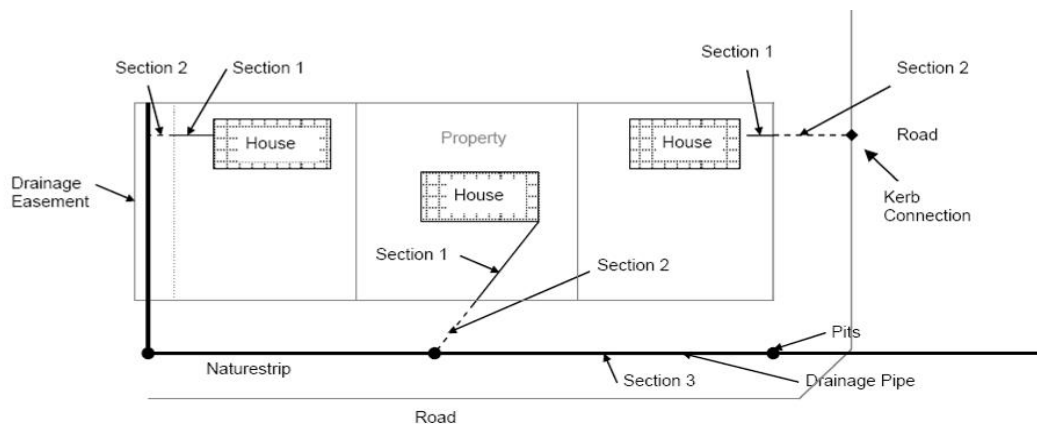 Section 2
Section 1
Section 1
Section 2
House
Property
House
Road
Drainage
Easement
House
Kerb
Connection
Section 1
Section 2
Pits
Naturestrip
Section 3
Drainage Pipe
Road